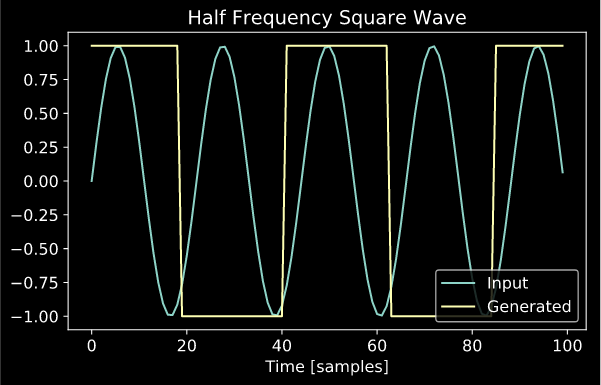 Half Frequency Square Wave
1.00
0.75
0.50
0.25
0.00
−0.25
−0.50
−0.75
−1.00
Input
Generated
0 20 40 60 80 100
Time [samples]